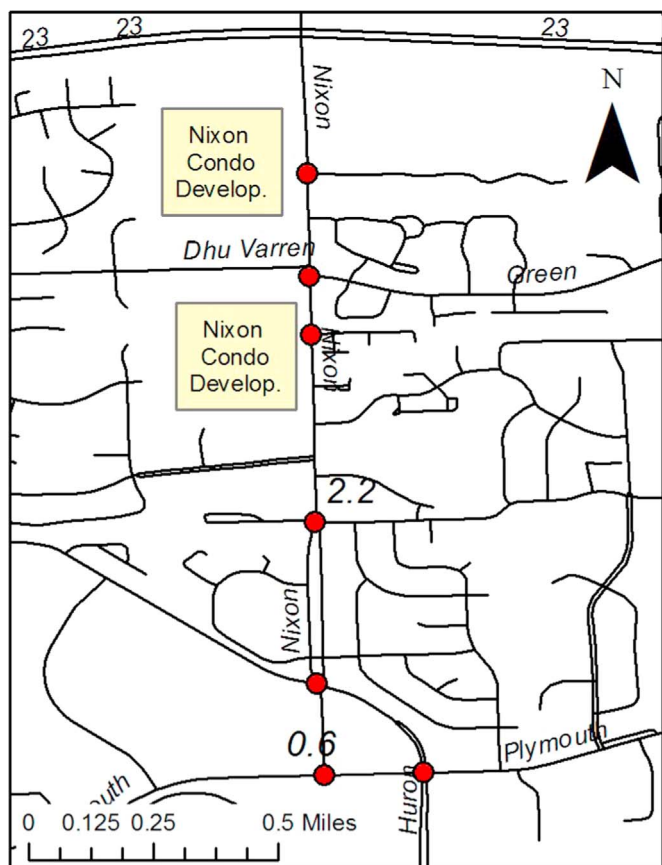 23
23
23
Nixon
N
Nixon
Condo
Develop.
Dhu Varren
Green
Nixon
Condo
Develop.
Nixon
2.2
Nixon
0.6
Plymouth
outh
Huron
0 0.125 0.25 0.5 Miles